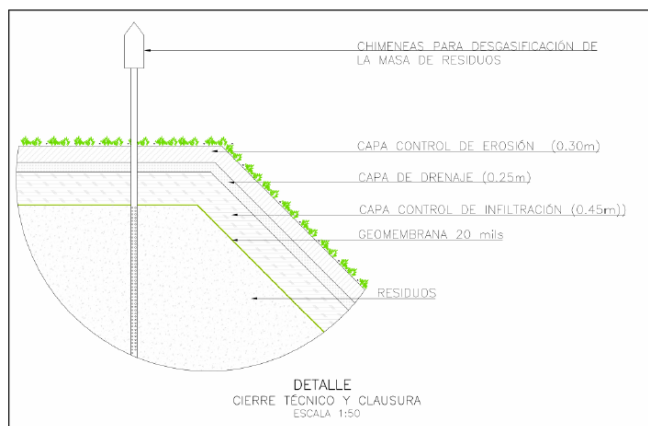 CHIMENEAS PARA DESGASIFICACIÓN DE
LA MASA DE RESIDUOS
CAPA CONTROL DE EROSIÓN (0.30m)
CAPA DE DRENAJE (0.25m)
CAPA CONTROL DE INFILTRACIÓN (0.45m))
GEOMEMBRANA 20 mils
RESIDUOS
DETALLE
CIERRE TÉCNICO Y CLAUSURA
ESCALA 1:50